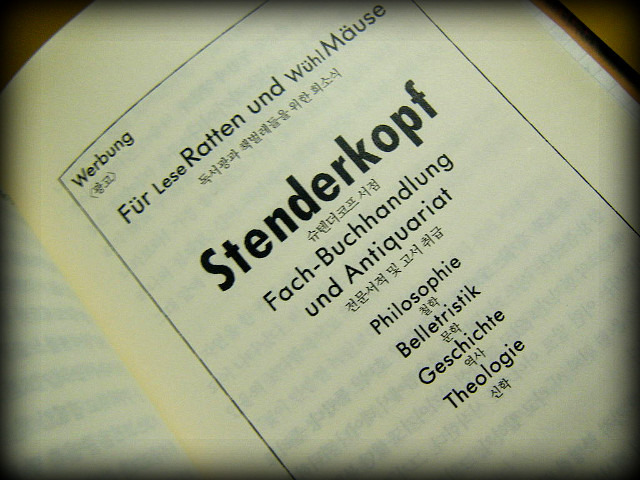 Werbung
(광고)
Für LeseRatten und WühlMäuse
독서광과 책벌레들을 위한 희소식
Stenderkopf
슈텐더코프 서점
Fach-Buchhandlung
und Antiquariat
전문서적 및 고서 취급
Philosophie
철학
Belletristik
문학
Geschichte
역사
Theologie
신학